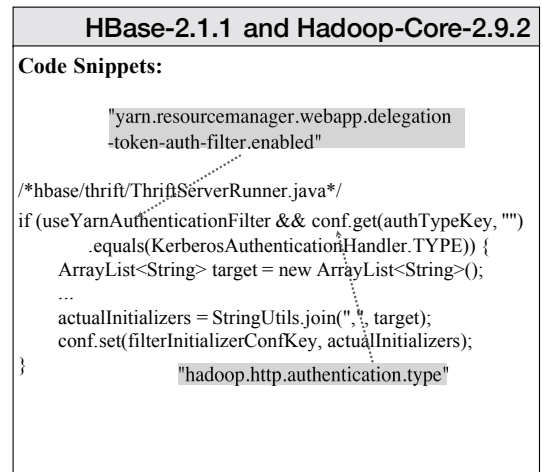 HBase-2.1.1 and Hadoop-Core-2.9.2
Code Snippets:
"yarn.resourcemanager.webapp.delegation
-token-auth-filter.enabled"
/*hbase/thrift/ThriftServerRunner.java*/
if (useYarnAuthenticationFilter && conf.get(authTypeKey, "")
.equals(KerberosAuthenticationHandler.TYPE)) {
ArrayList<String> target = new ArrayList<String>();
...
actualInitializers = StringUtils.join(",", target);
conf.set(filterInitializerConfKey, actualInitializers);
}
"hadoop.http.authentication.type"